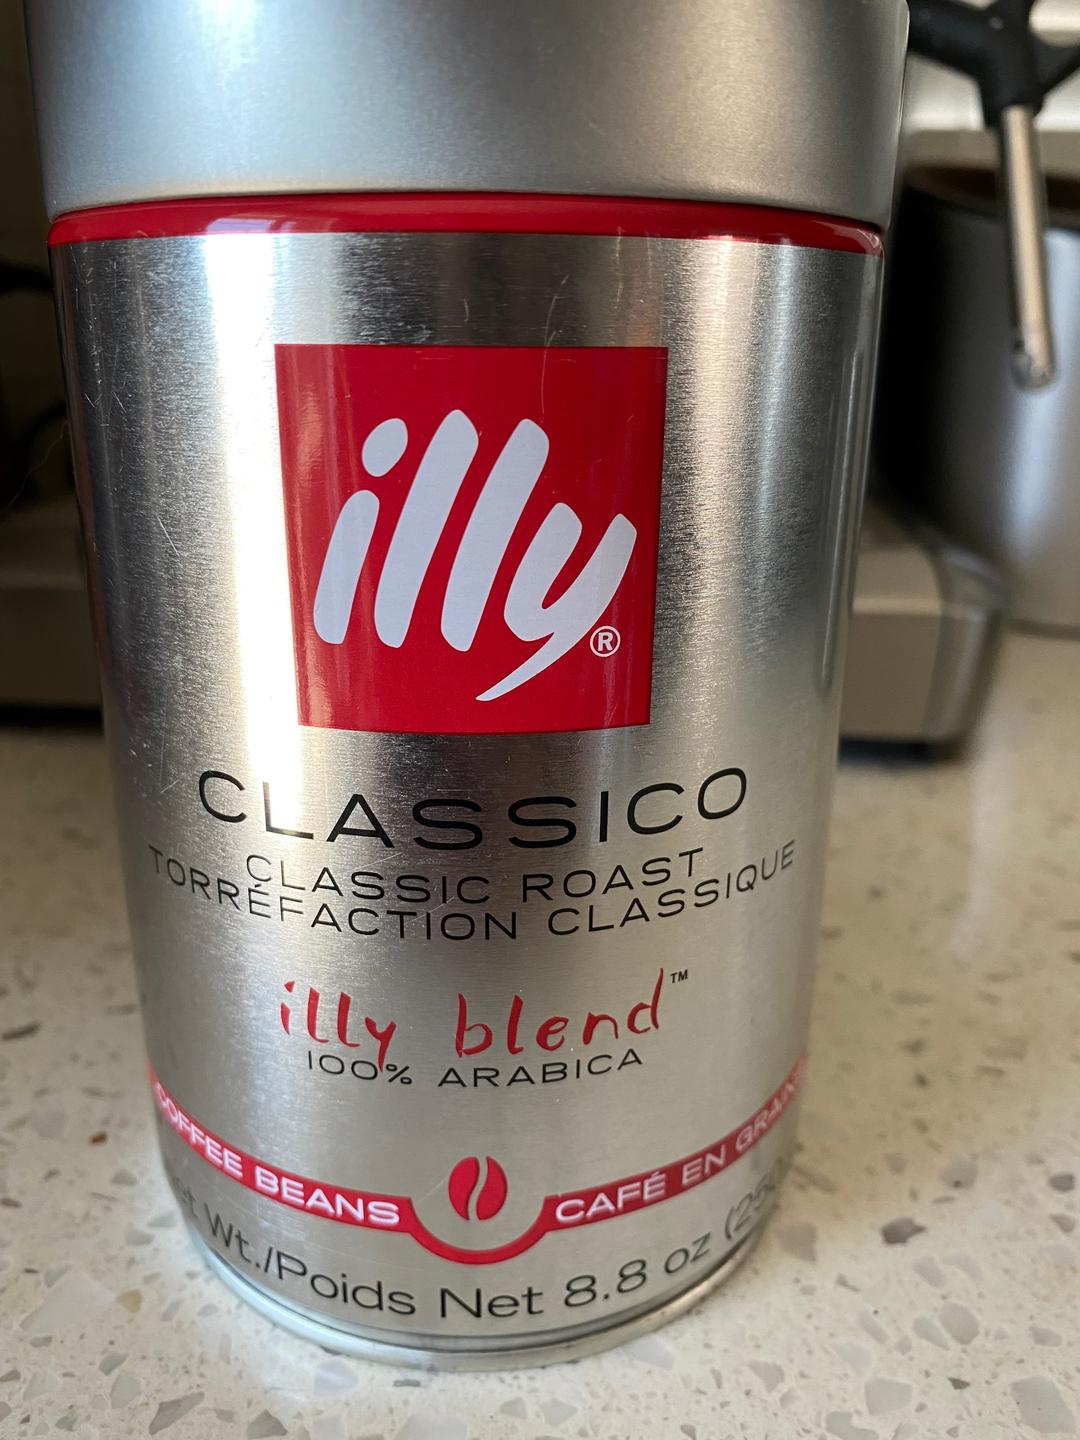 illy®
CLASSICO
CLASSIC ROAST
TORRÉFACTION CLASSIQUE
illy blend™
100% ARABICA
COFFEE BEANS CAFÉ EN GRAINS
Wt./Poids Net 8.8 oz